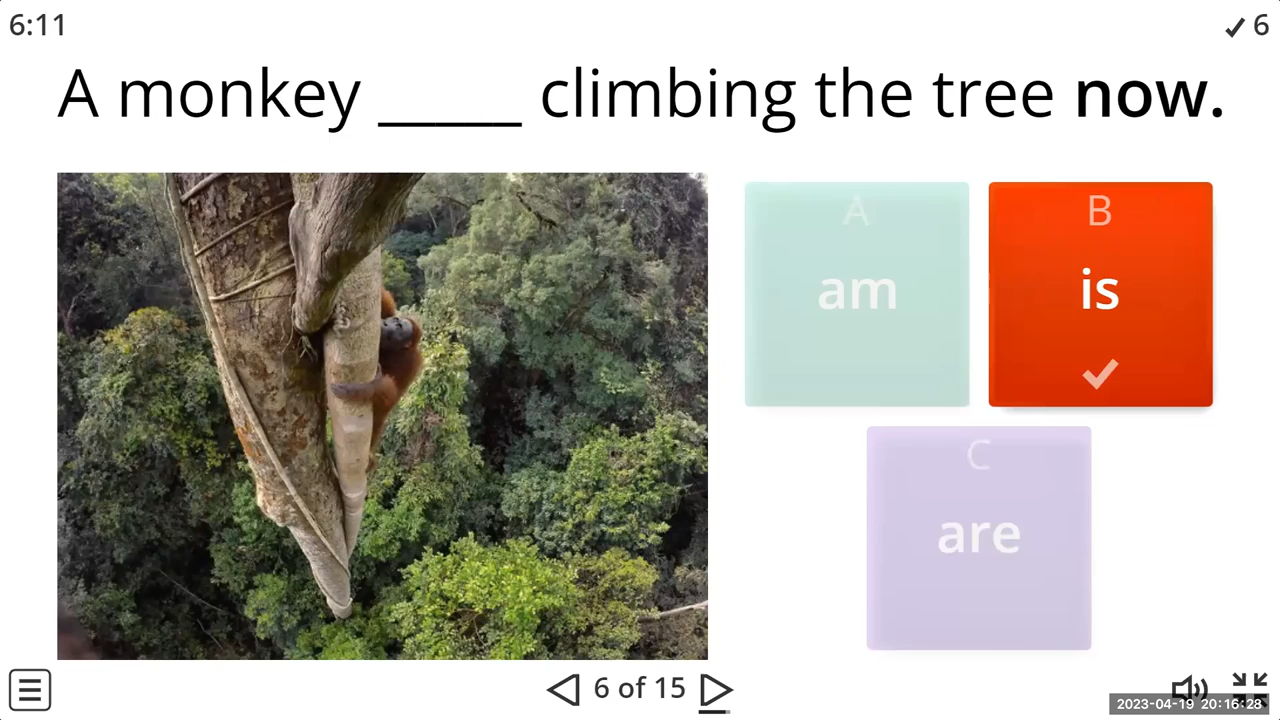 6:11
6
A monkey _____ climbing the tree now.
A
am
B
is
C
are
6 of 15
2023-04-19 20:16:28